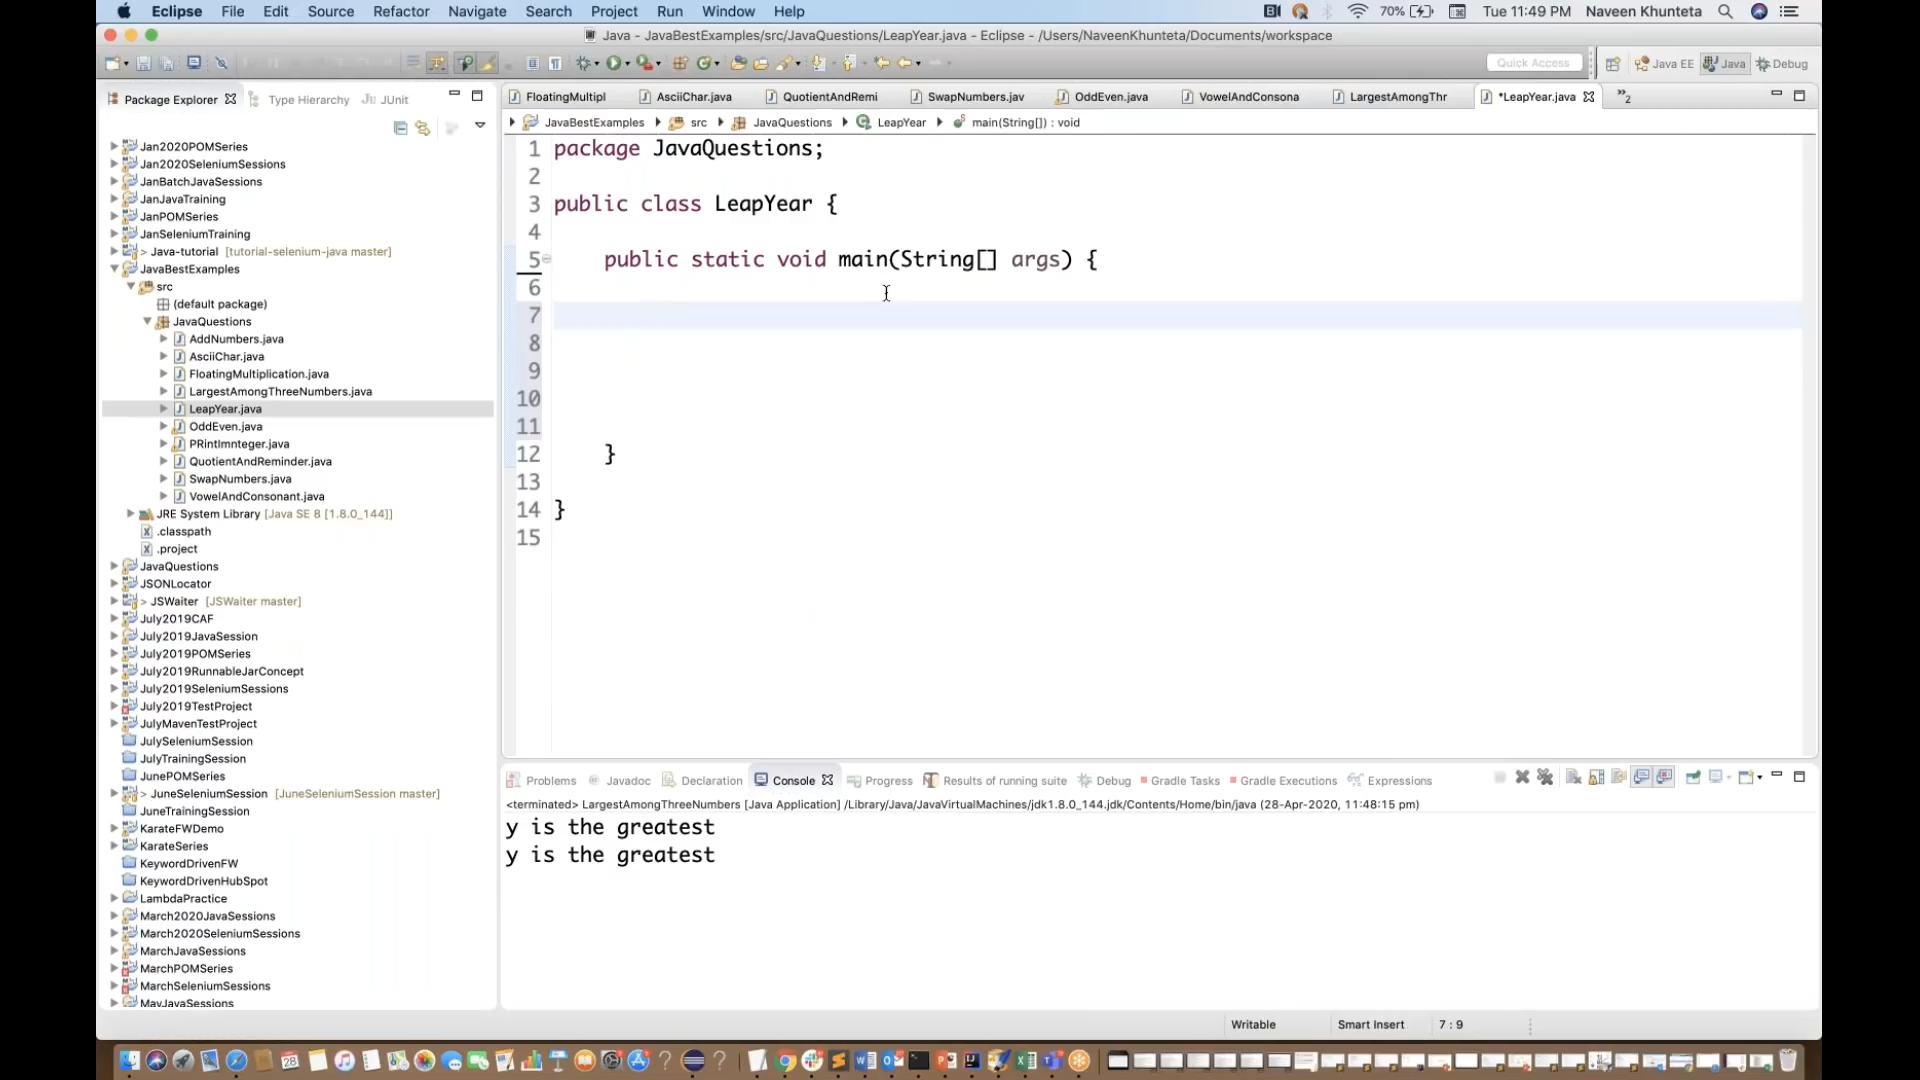 Eclipse File Edit Source Refactor Navigate Search Project Run Window Help 70% Tue 11:49 PM Naveen Khunteta
Java - JavaBestExamples/src/JavaQuestions/LeapYear.java - Eclipse - /Users/NaveenKhunteta/Documents/workspace
Quick Access Java EE Java Debug
Package Explorer Type Hierarchy JUnit
FloatingMultipl AsciiChar.java QuotientAndRemi SwapNumbers.jav OddEven.java VowelAndConsona LargestAmongThr *LeapYear.java »2
JavaBestExamples src JavaQuestions LeapYear main(String[]) : void
Jan2020POMSeries
Jan2020SeleniumSessions
JanBatchJavaSessions
JanJavaTraining
JanPOMSeries
JanSeleniumTraining
> Java-tutorial [tutorial-selenium-java master]
JavaBestExamples
src
(default package)
JavaQuestions
AddNumbers.java
AsciiChar.java
FloatingMultiplication.java
LargestAmongThreeNumbers.java
LeapYear.java
OddEven.java
PRintImnteger.java
QuotientAndReminder.java
SwapNumbers.java
VowelAndConsonant.java
JRE System Library [Java SE 8 [1.8.0_144]]
.classpath
.project
JavaQuestions
JSONLocator
> JSWaiter [JSWaiter master]
July2019CAF
July2019JavaSession
July2019POMSeries
July2019RunnableJarConcept
July2019SeleniumSessions
July2019TestProject
JulyMavenTestProject
JulySeleniumSession
JulyTrainingSession
JunePOMSeries
> JuneSeleniumSession [JuneSeleniumSession master]
JuneTrainingSession
KarateFWDemo
KarateSeries
KeywordDrivenFW
KeywordDrivenHubSpot
LambdaPractice
March2020JavaSessions
March2020SeleniumSessions
MarchJavaSessions
MarchPOMSeries
MarchSeleniumSessions
MayJavaSessions
1 package JavaQuestions;
2
3 public class LeapYear {
4
5 public static void main(String[] args) {
6
7
8
9
10
11
12 }
13
14 }
15
Problems Javadoc Declaration Console Progress Results of running suite Debug Gradle Tasks Gradle Executions Expressions
<terminated> LargestAmongThreeNumbers [Java Application] /Library/Java/JavaVirtualMachines/jdk1.8.0_144.jdk/Contents/Home/bin/java (28-Apr-2020, 11:48:15 pm)
y is the greatest
y is the greatest
Writable Smart Insert 7 : 9